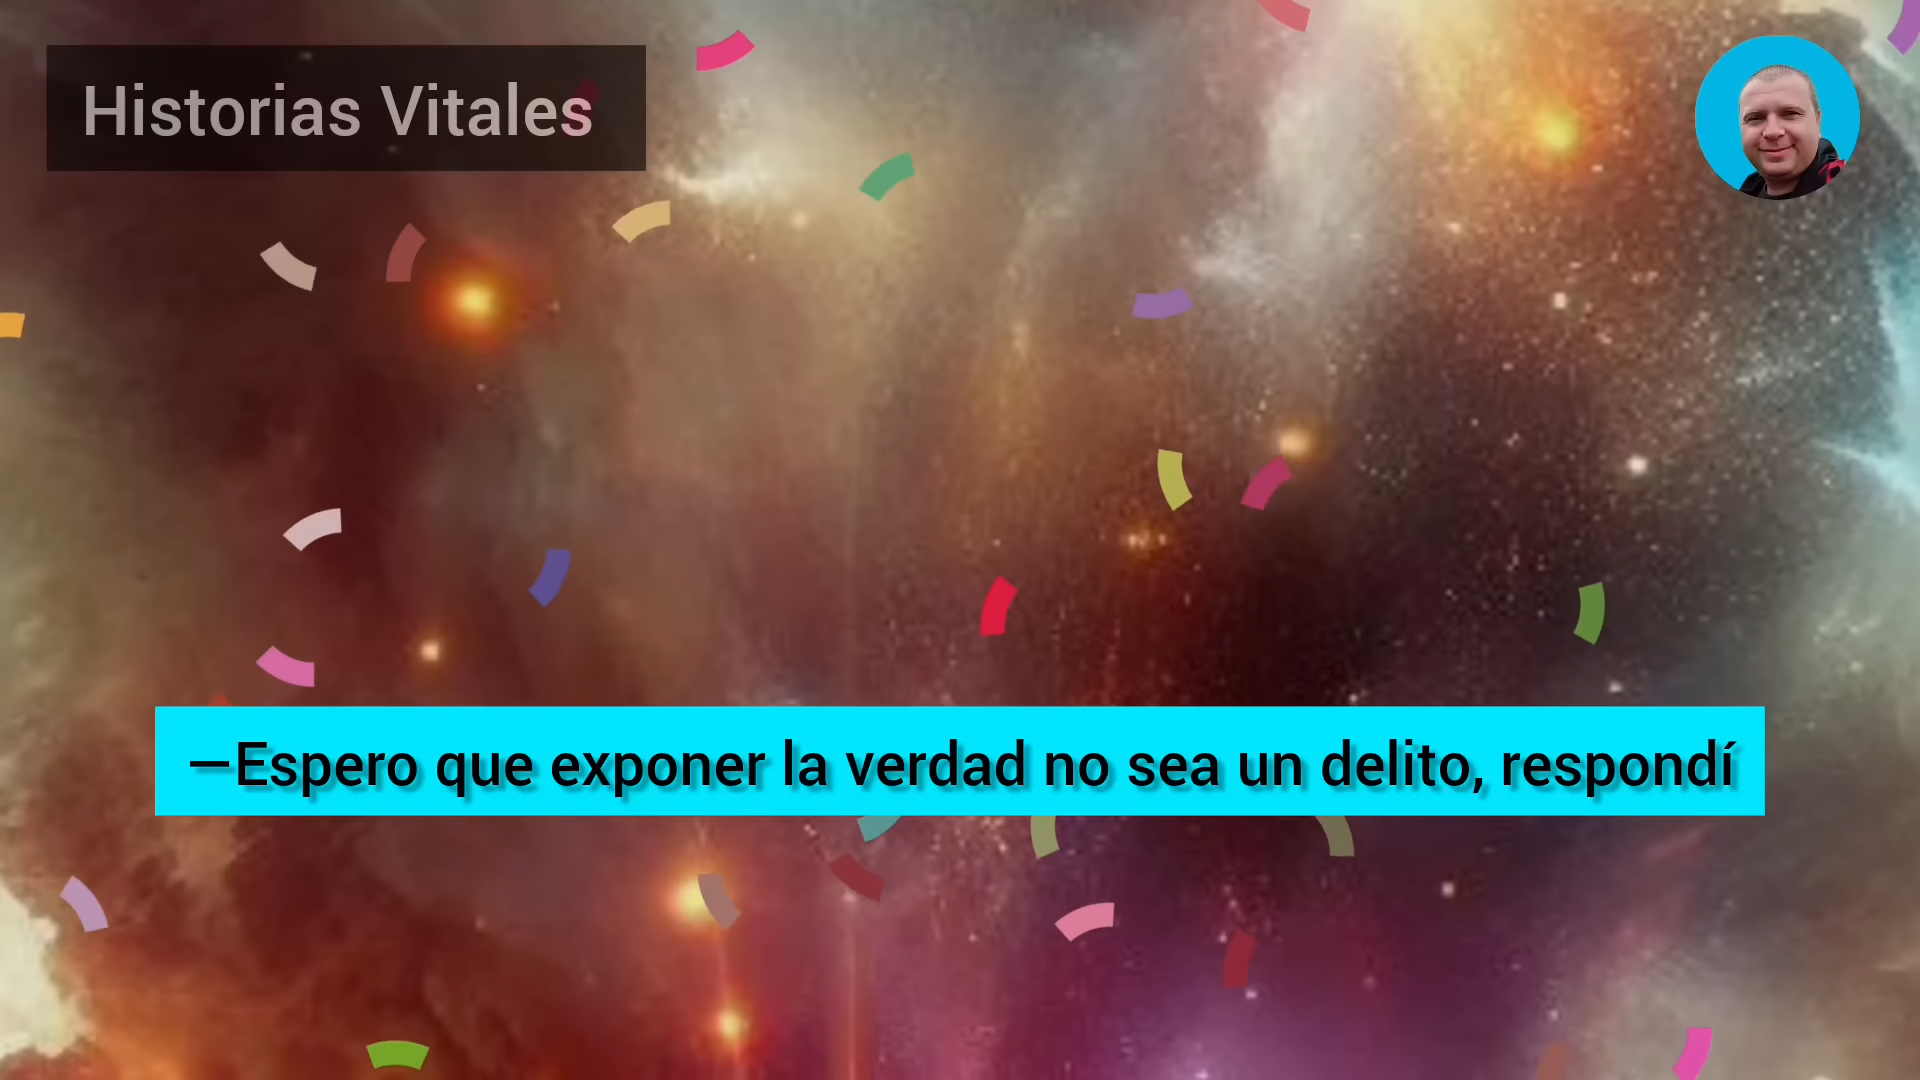 Historias Vitales
—Espero que exponer la verdad no sea un delito, respondí